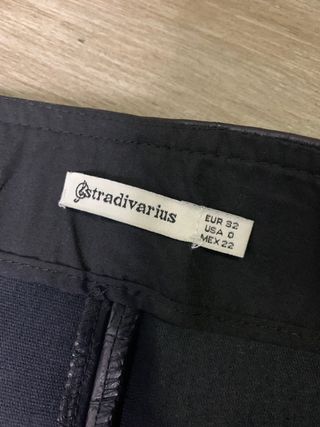 stradivarius
EUR 32
USA 0
MEX 22